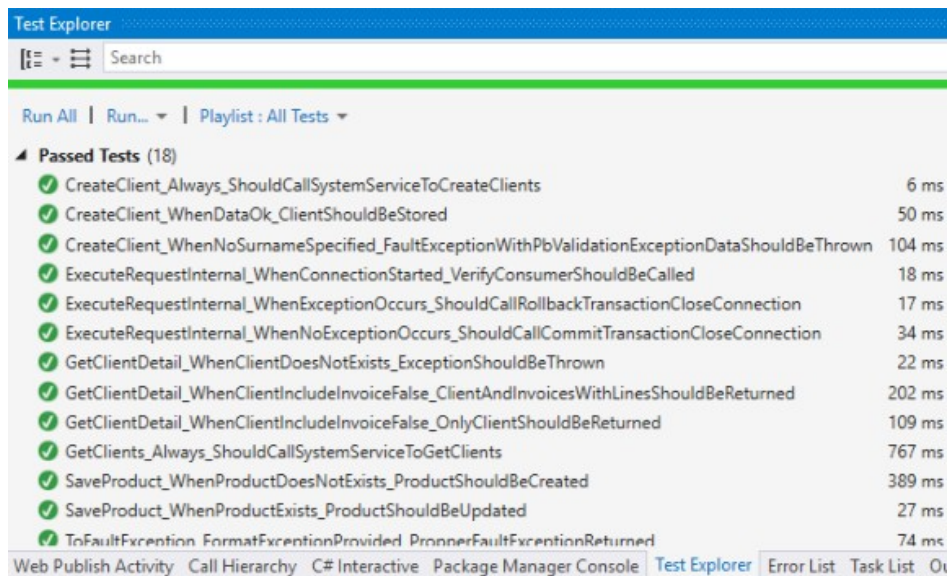 Test Explorer
Search
Run All | Run... | Playlist : All Tests
Passed Tests (18)
CreateClient_Always_ShouldCallSystemServiceToCreateClients 6 ms
CreateClient_WhenDataOk_ClientShouldBeStored 50 ms
CreateClient_WhenNoSurnameSpecified_FaultExceptionWithPbValidationExceptionDataShouldBeThrown 104 ms
ExecuteRequestInternal_WhenConnectionStarted_VerifyConsumerShouldBeCalled 18 ms
ExecuteRequestInternal_WhenExceptionOccurs_ShouldCallRollbackTransactionCloseConnection 17 ms
ExecuteRequestInternal_WhenNoExceptionOccurs_ShouldCallCommitTransactionCloseConnection 34 ms
GetClientDetail_WhenClientDoesNotExists_ExceptionShouldBeThrown 22 ms
GetClientDetail_WhenClientIncludeInvoiceFalse_ClientAndInvoicesWithLinesShouldBeReturned 202 ms
GetClientDetail_WhenClientIncludeInvoiceFalse_OnlyClientShouldBeReturned 109 ms
GetClients_Always_ShouldCallSystemServiceToGetClients 767 ms
SaveProduct_WhenProductDoesNotExists_ProductShouldBeCreated 389 ms
SaveProduct_WhenProductExists_ProductShouldBeUpdated 27 ms
ToFaultException_FormatExceptionProvided_PropperFaultExceptionReturned 74 ms
Web Publish Activity Call Hierarchy C# Interactive Package Manager Console Test Explorer Error List Task List Ou